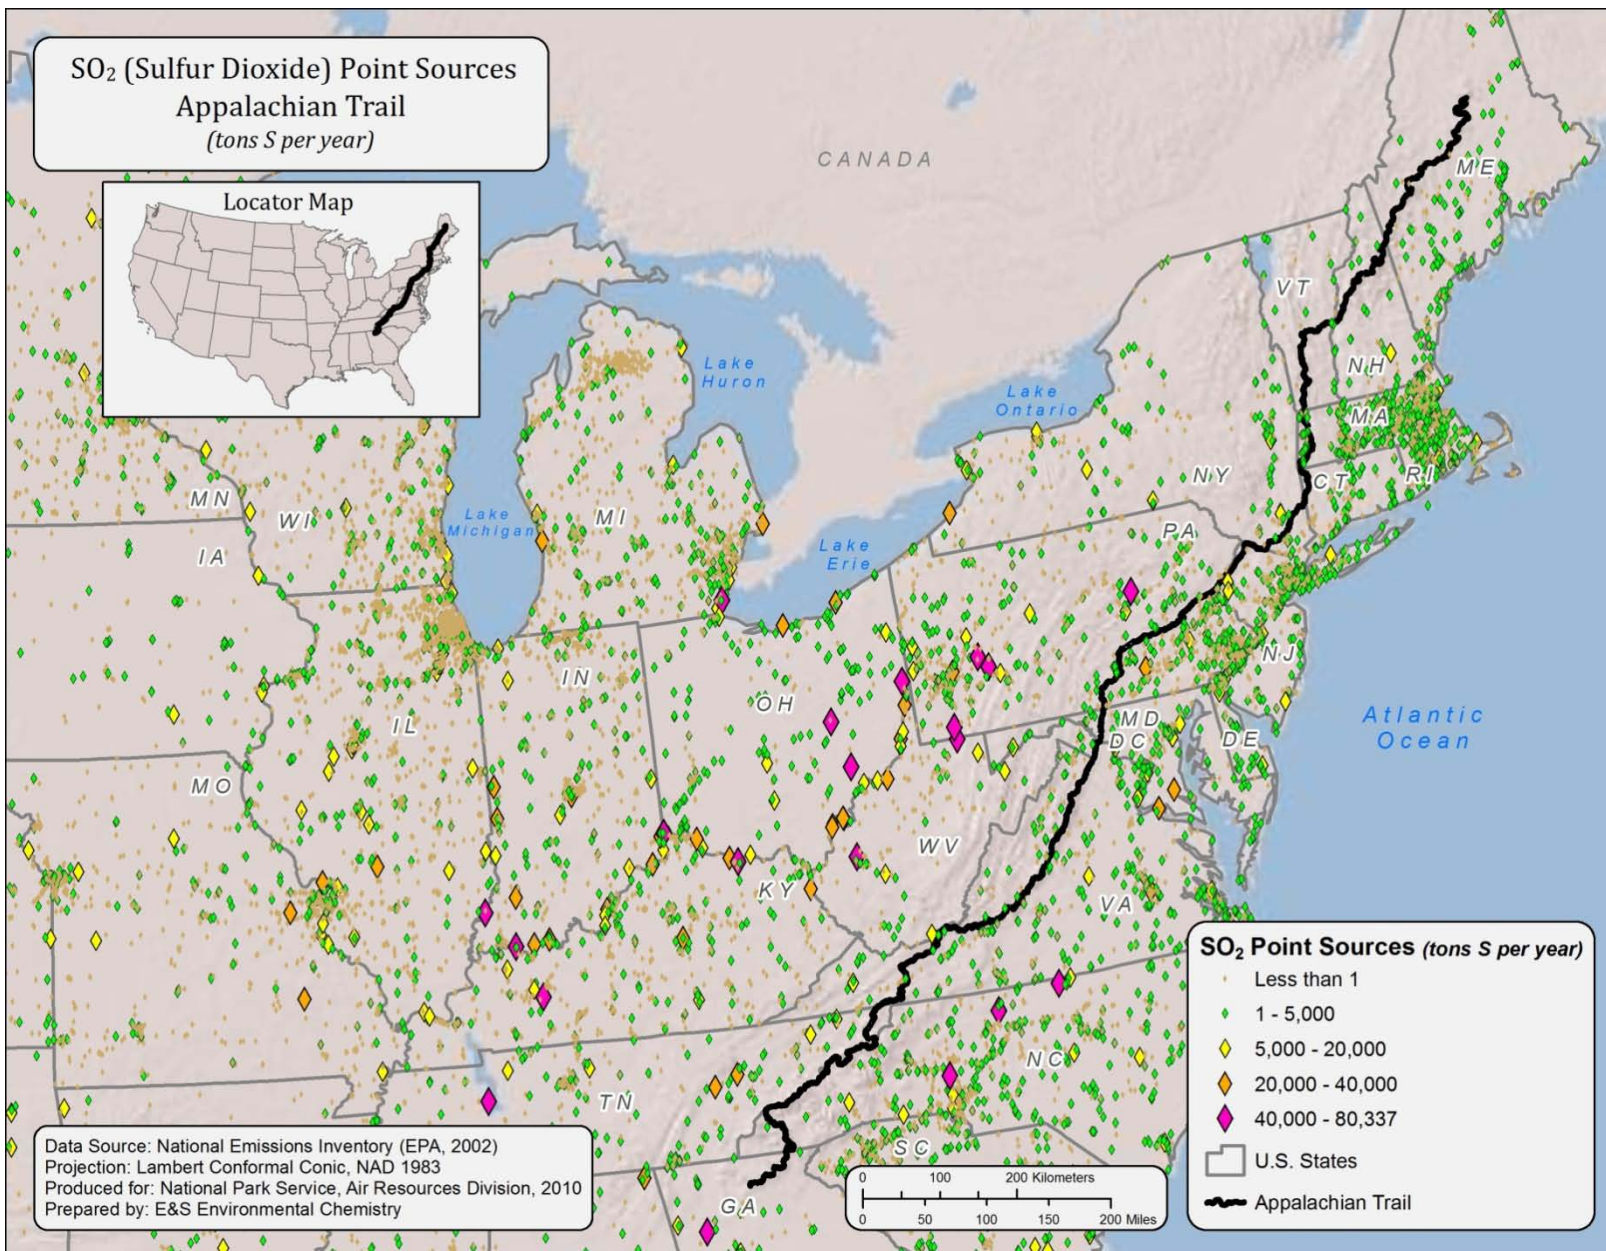 SO₂ (Sulfur Dioxide) Point Sources
Appalachian Trail
(tons S per year)
Locator Map
CANADA
ME
VT
Lake
Huron
Lake
Ontario
NH
MA
NY
CT
RI
MN
WI
Lake
Michigan
MI
Lake
Erie
PA
IA
IN
NJ
OH
IL
MD
DC
DE
Atlantic
Ocean
MO
WV
KY
VA
NC
TN
SC
GA
SO₂ Point Sources (tons S per year)
Less than 1
1 - 5,000
5,000 - 20,000
20,000 - 40,000
40,000 - 80,337
U.S. States
Appalachian Trail
Data Source: National Emissions Inventory (EPA, 2002)
Projection: Lambert Conformal Conic, NAD 1983
Produced for: National Park Service, Air Resources Division, 2010
Prepared by: E&S Environmental Chemistry
0 100 200 Kilometers
0 50 100 150 200 Miles